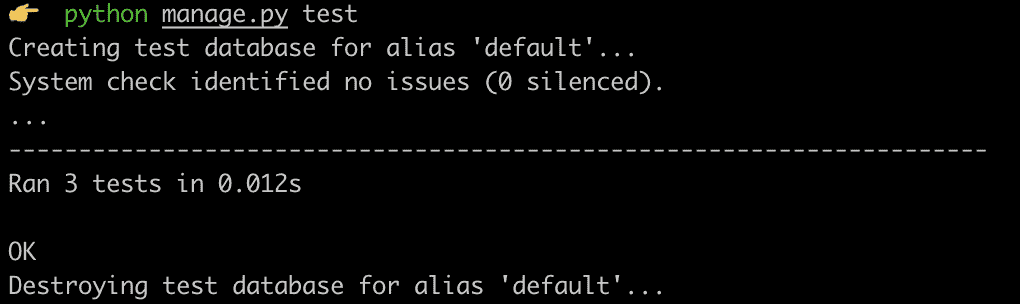 👉 python manage.py test
Creating test database for alias 'default'...
System check identified no issues (0 silenced).
...
----------------------------------------------------------------------
Ran 3 tests in 0.012s

OK
Destroying test database for alias 'default'...